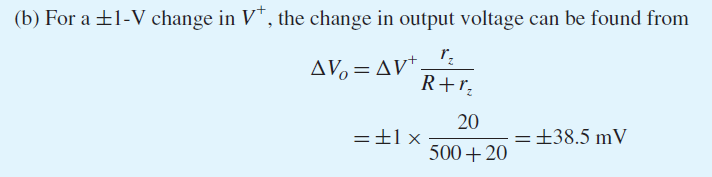 (b) For a ±1-V change in V⁺, the change in output voltage can be found from
ΔVₒ = ΔV⁺ r_z / (R + r_z)
= ±1 × 20 / (500 + 20) = ±38.5 mV